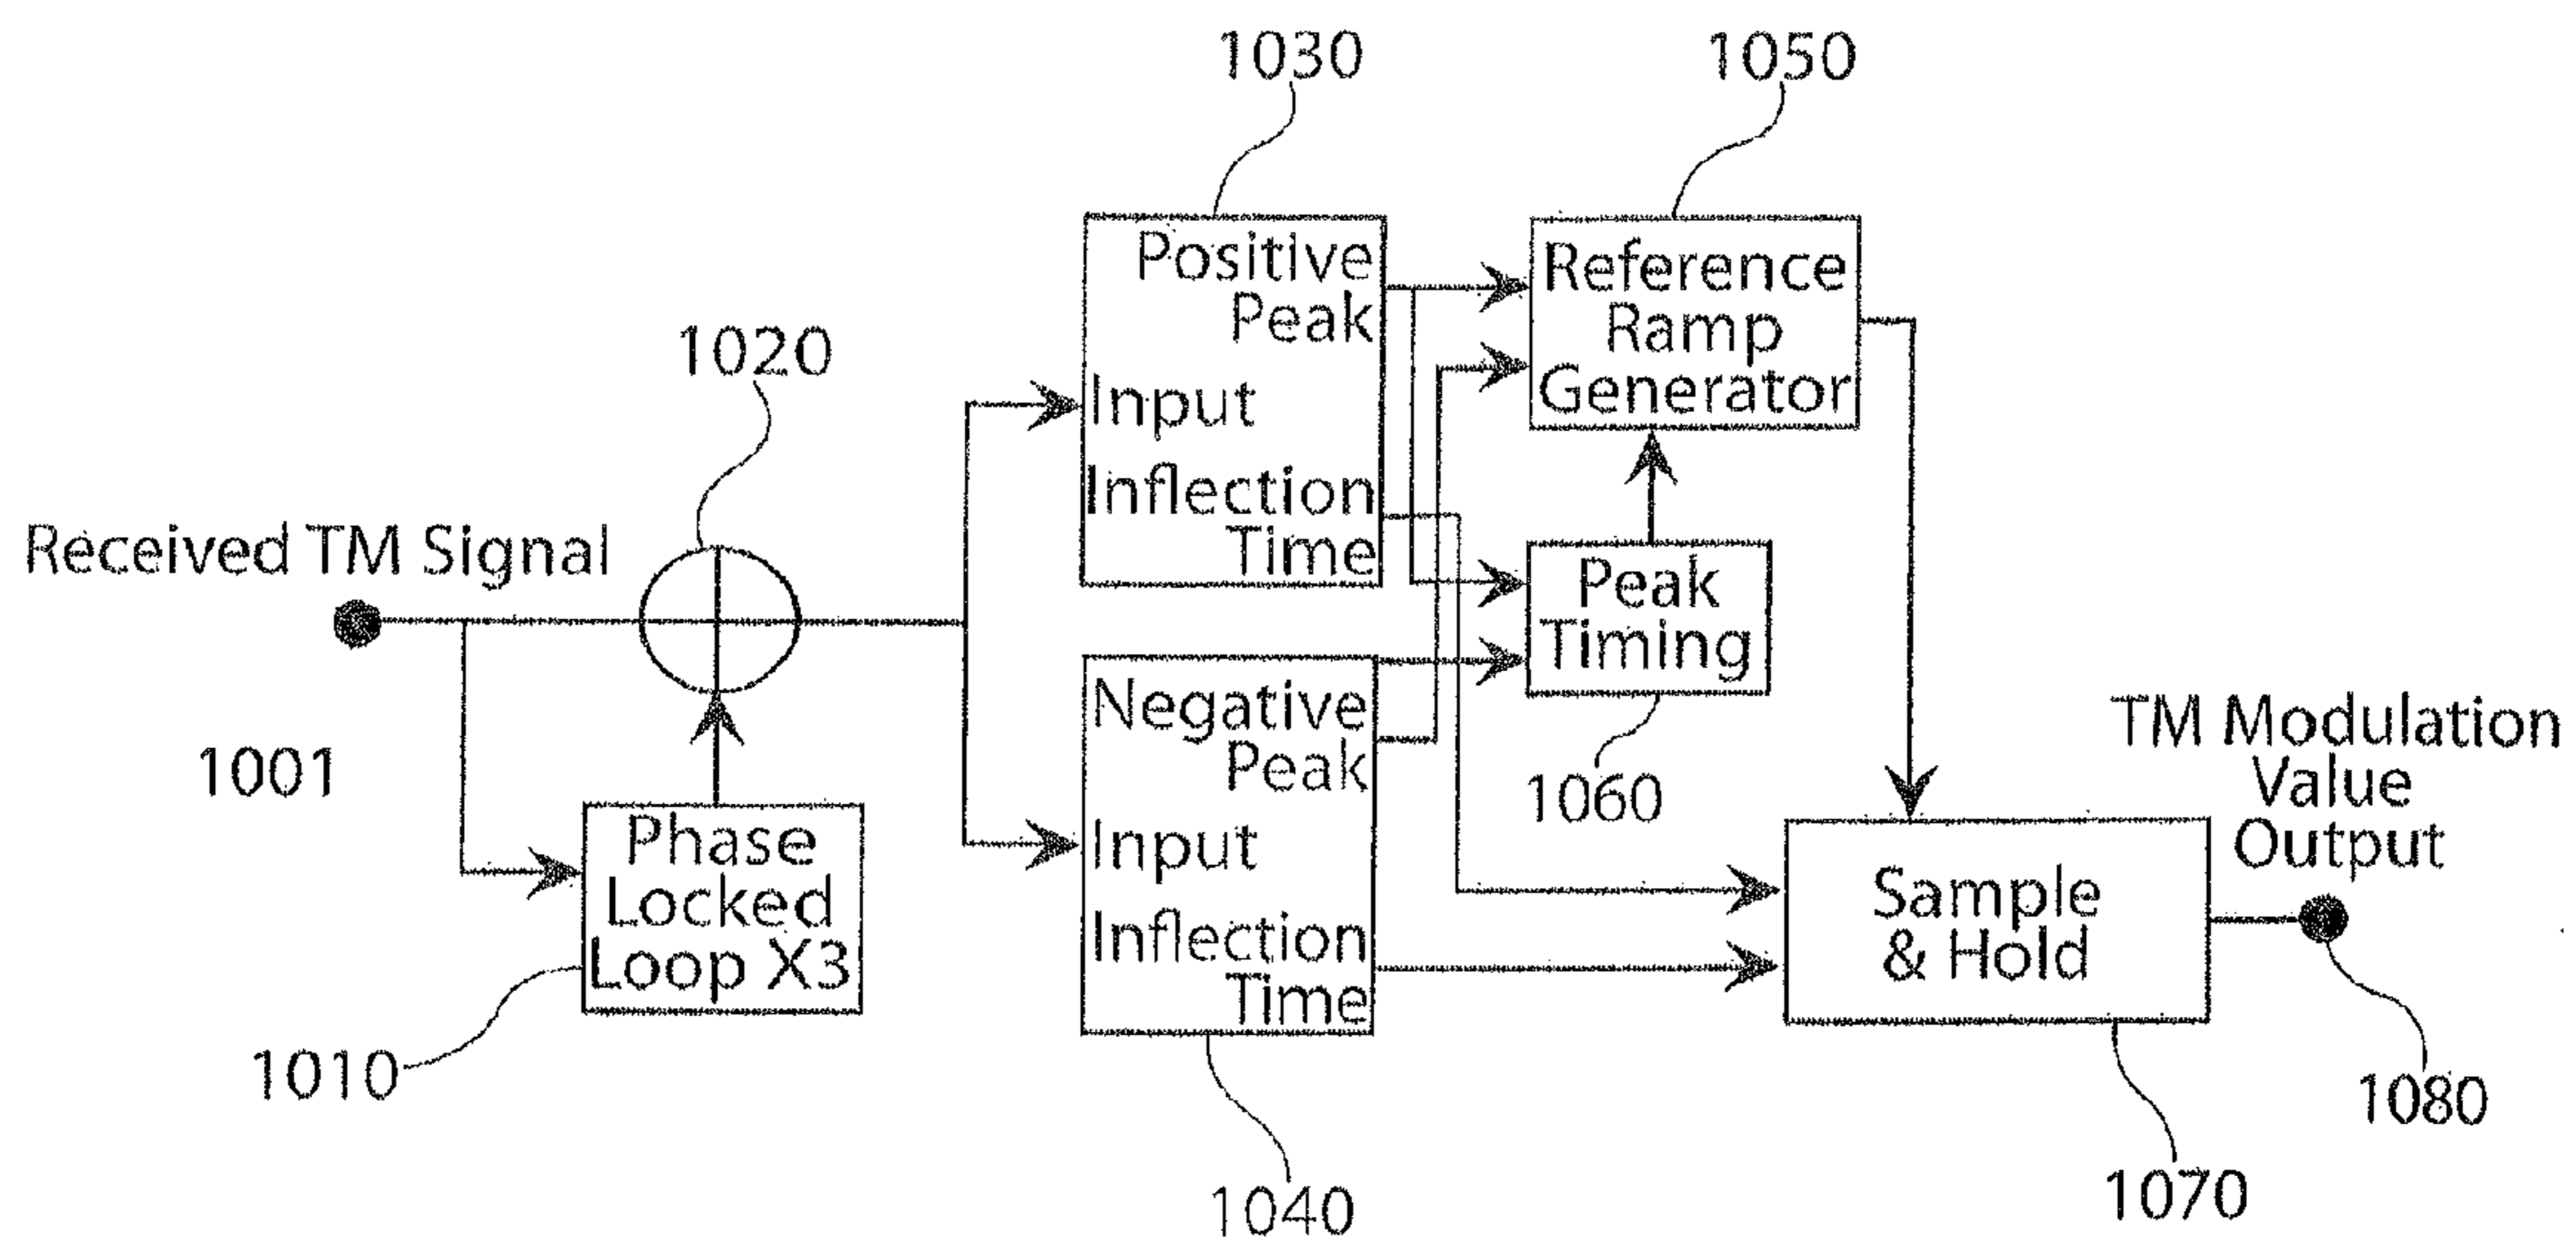 1030
1050
Positive
Peak
Input
Inflection
Time
Reference
Ramp
Generator
1020
Received TM Signal
1001
Phase
Locked
Loop X3
1010
Negative
Peak
Input
Inflection
Time
1040
Peak
Timing
1060
TM Modulation
Value
Output
Sample
& Hold
1070
1080